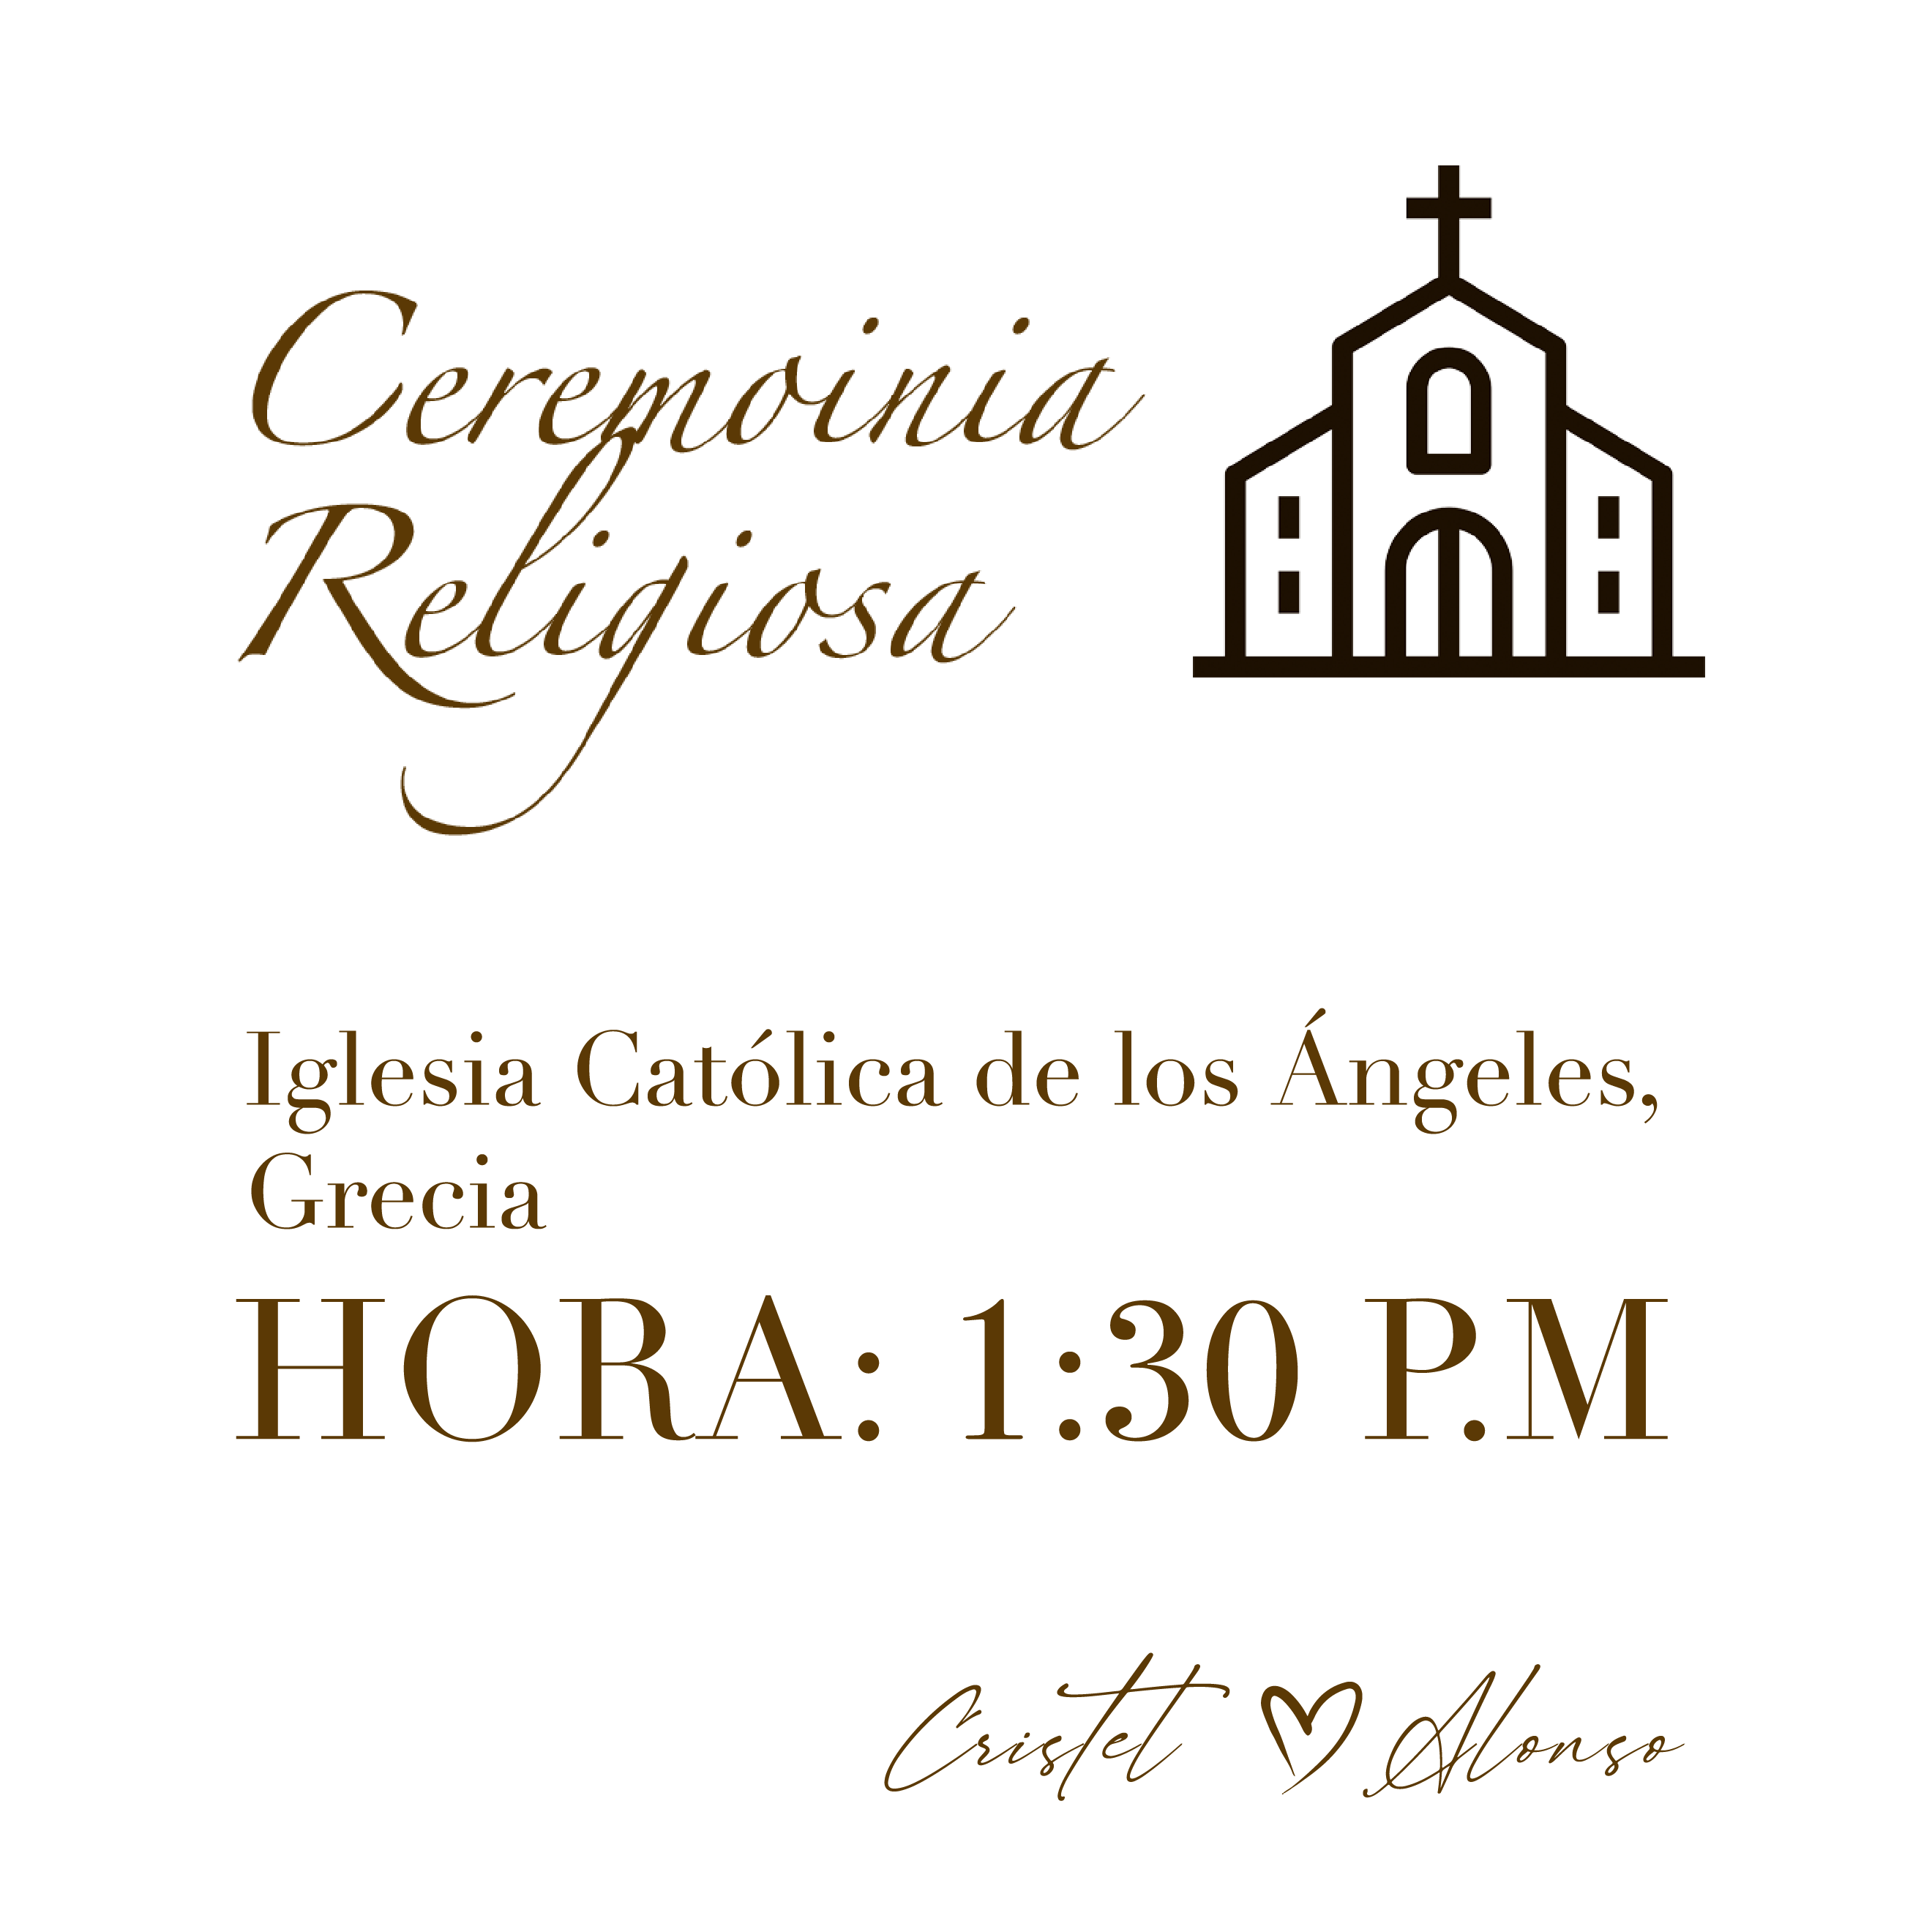 Ceremoinia
Religiosa
Iglesia Católica de los Ángeles,
Grecia
HORA: 1:30 P.M
Cristel ♡ Alonso